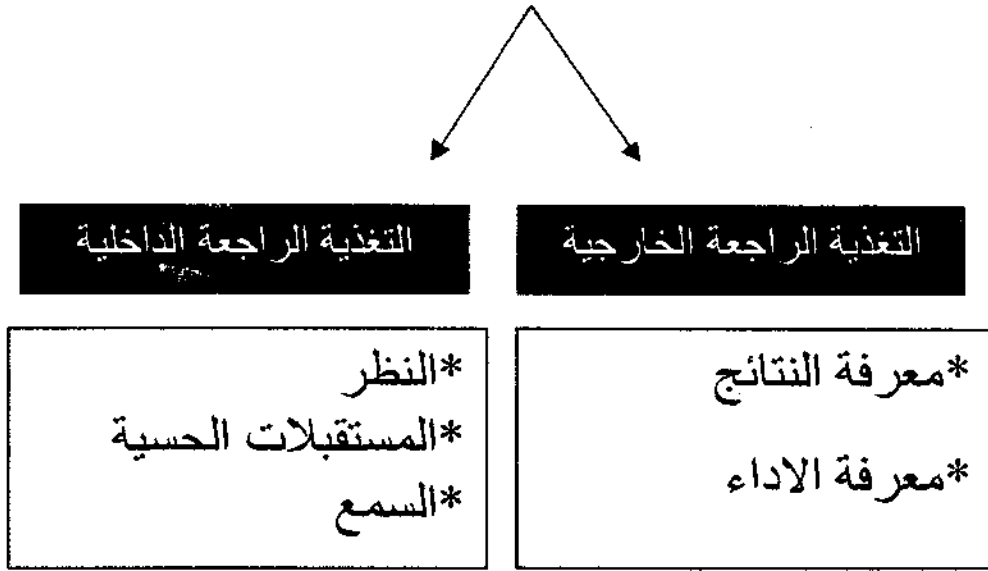 التغذية الراجعة الخارجية
*معرفة النتائج
*معرفة الاداء
التغذية الراجعة الداخلية
*النظر
*المستقبلات الحسية
*السمع